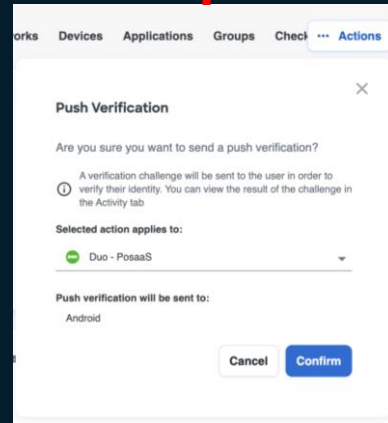 orks Devices Applications Groups Check ··· Actions
Push Verification
Are you sure you want to send a push verification?
A verification challenge will be sent to the user in order to
verify their identity. You can view the result of the challenge in
the Activity tab
Selected action applies to:
Duo - PosaaS
Push verification will be sent to:
Android
Cancel Confirm